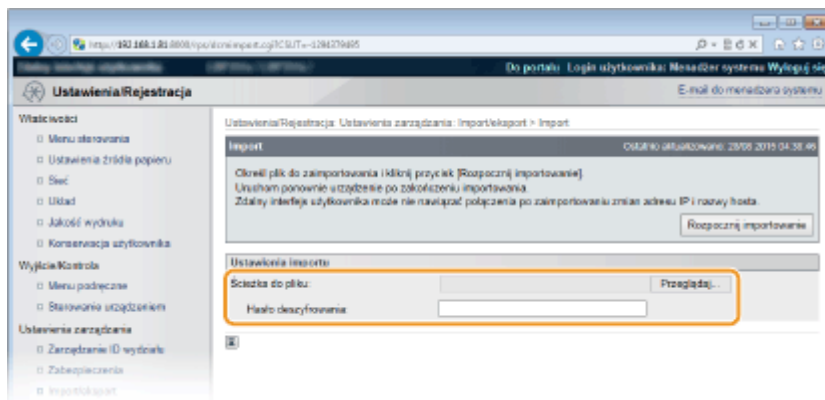 Do portalu Login użytkownika: Menedżer systemu Wyloguj się
Ustawienia/Rejestracja
E-mail do menedżera systemu
Właściwości
Menu sterowania
Ustawienia źródła papieru
Sieć
Układ
Jakość wydruku
Konserwacja użytkownika
Wyjście/Kontrola
Menu podręczne
Sterowanie urządzeniem
Ustawienia zarządzania
Zarządzanie ID wydziału
Zabezpieczenia
Import/eksport
Ustawienia/Rejestracja: Ustawienia zarządzania: Import/eksport > Import
Import
Ostatnio aktualizowano: 28/08 2015 04:38:46
Określ plik do zaimportowania i kliknij przycisk [Rozpocznij importowanie].
Uruchom ponownie urządzenie po zakończeniu importowania.
Zdalny interfejs użytkownika może nie nawiązać połączenia po zaimportowaniu zmian adresu IP i nazwy hosta.
Rozpocznij importowanie
Ustawienia importu
Ścieżka do pliku:
Przeglądaj...
Hasło deszyfrowania: